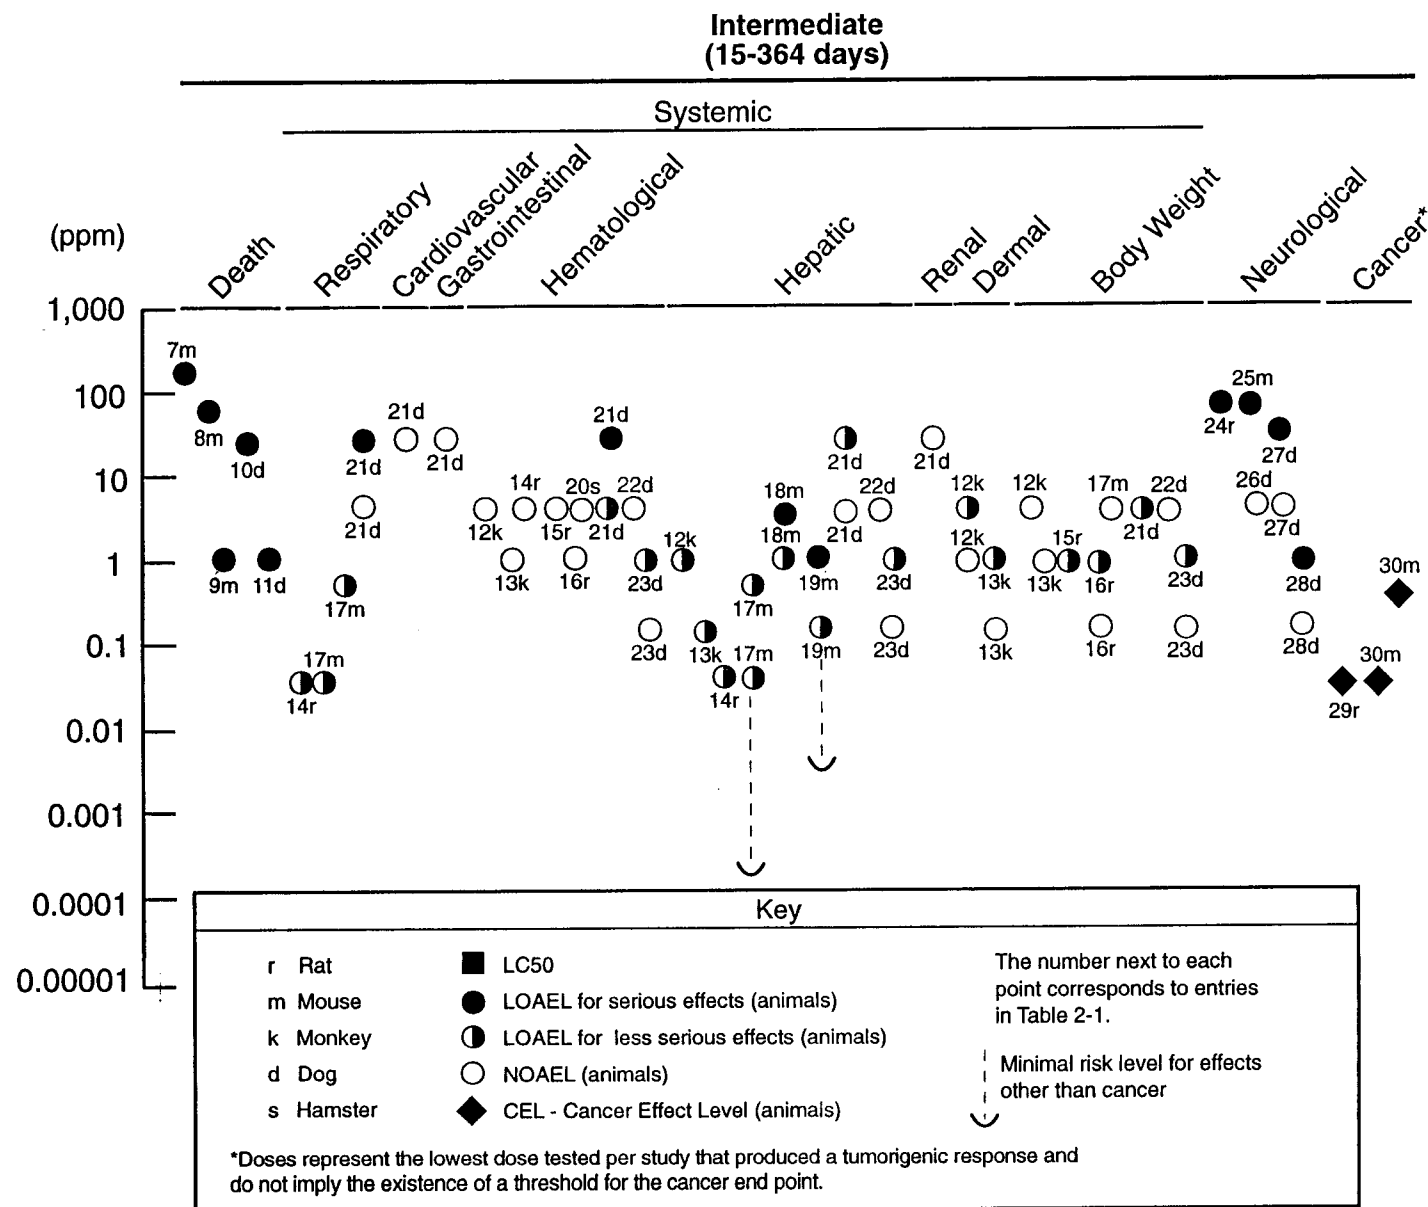 Intermediate
(15-364 days)
Systemic
(ppm)
Death
Respiratory
Cardiovascular
Gastrointestinal
Hematological
Hepatic
Renal
Dermal
Body Weight
Neurological
Cancer*
1,000
100
10
1
0.1
0.01
0.001
0.0001
0.00001
7m
8m
10d
9m
11d
14r
17m
17m
21d
21d
21d
21d
12k
13k
14r
15r
16r
20s
21d
21d
22d
23d
23d
12k
13k
14r
17m
17m
18m
18m
19m
19m
21d
21d
22d
23d
23d
21d
12k
12k
13k
13k
12k
13k
15r
16r
16r
17m
21d
22d
23d
23d
24r
25m
27d
26d
27d
28d
28d
29r
30m
30m
Key
r Rat
m Mouse
k Monkey
d Dog
s Hamster
LC50
LOAEL for serious effects (animals)
LOAEL for less serious effects (animals)
NOAEL (animals)
CEL - Cancer Effect Level (animals)
The number next to each
point corresponds to entries
in Table 2-1.
Minimal risk level for effects
other than cancer
*Doses represent the lowest dose tested per study that produced a tumorigenic response and
do not imply the existence of a threshold for the cancer end point.